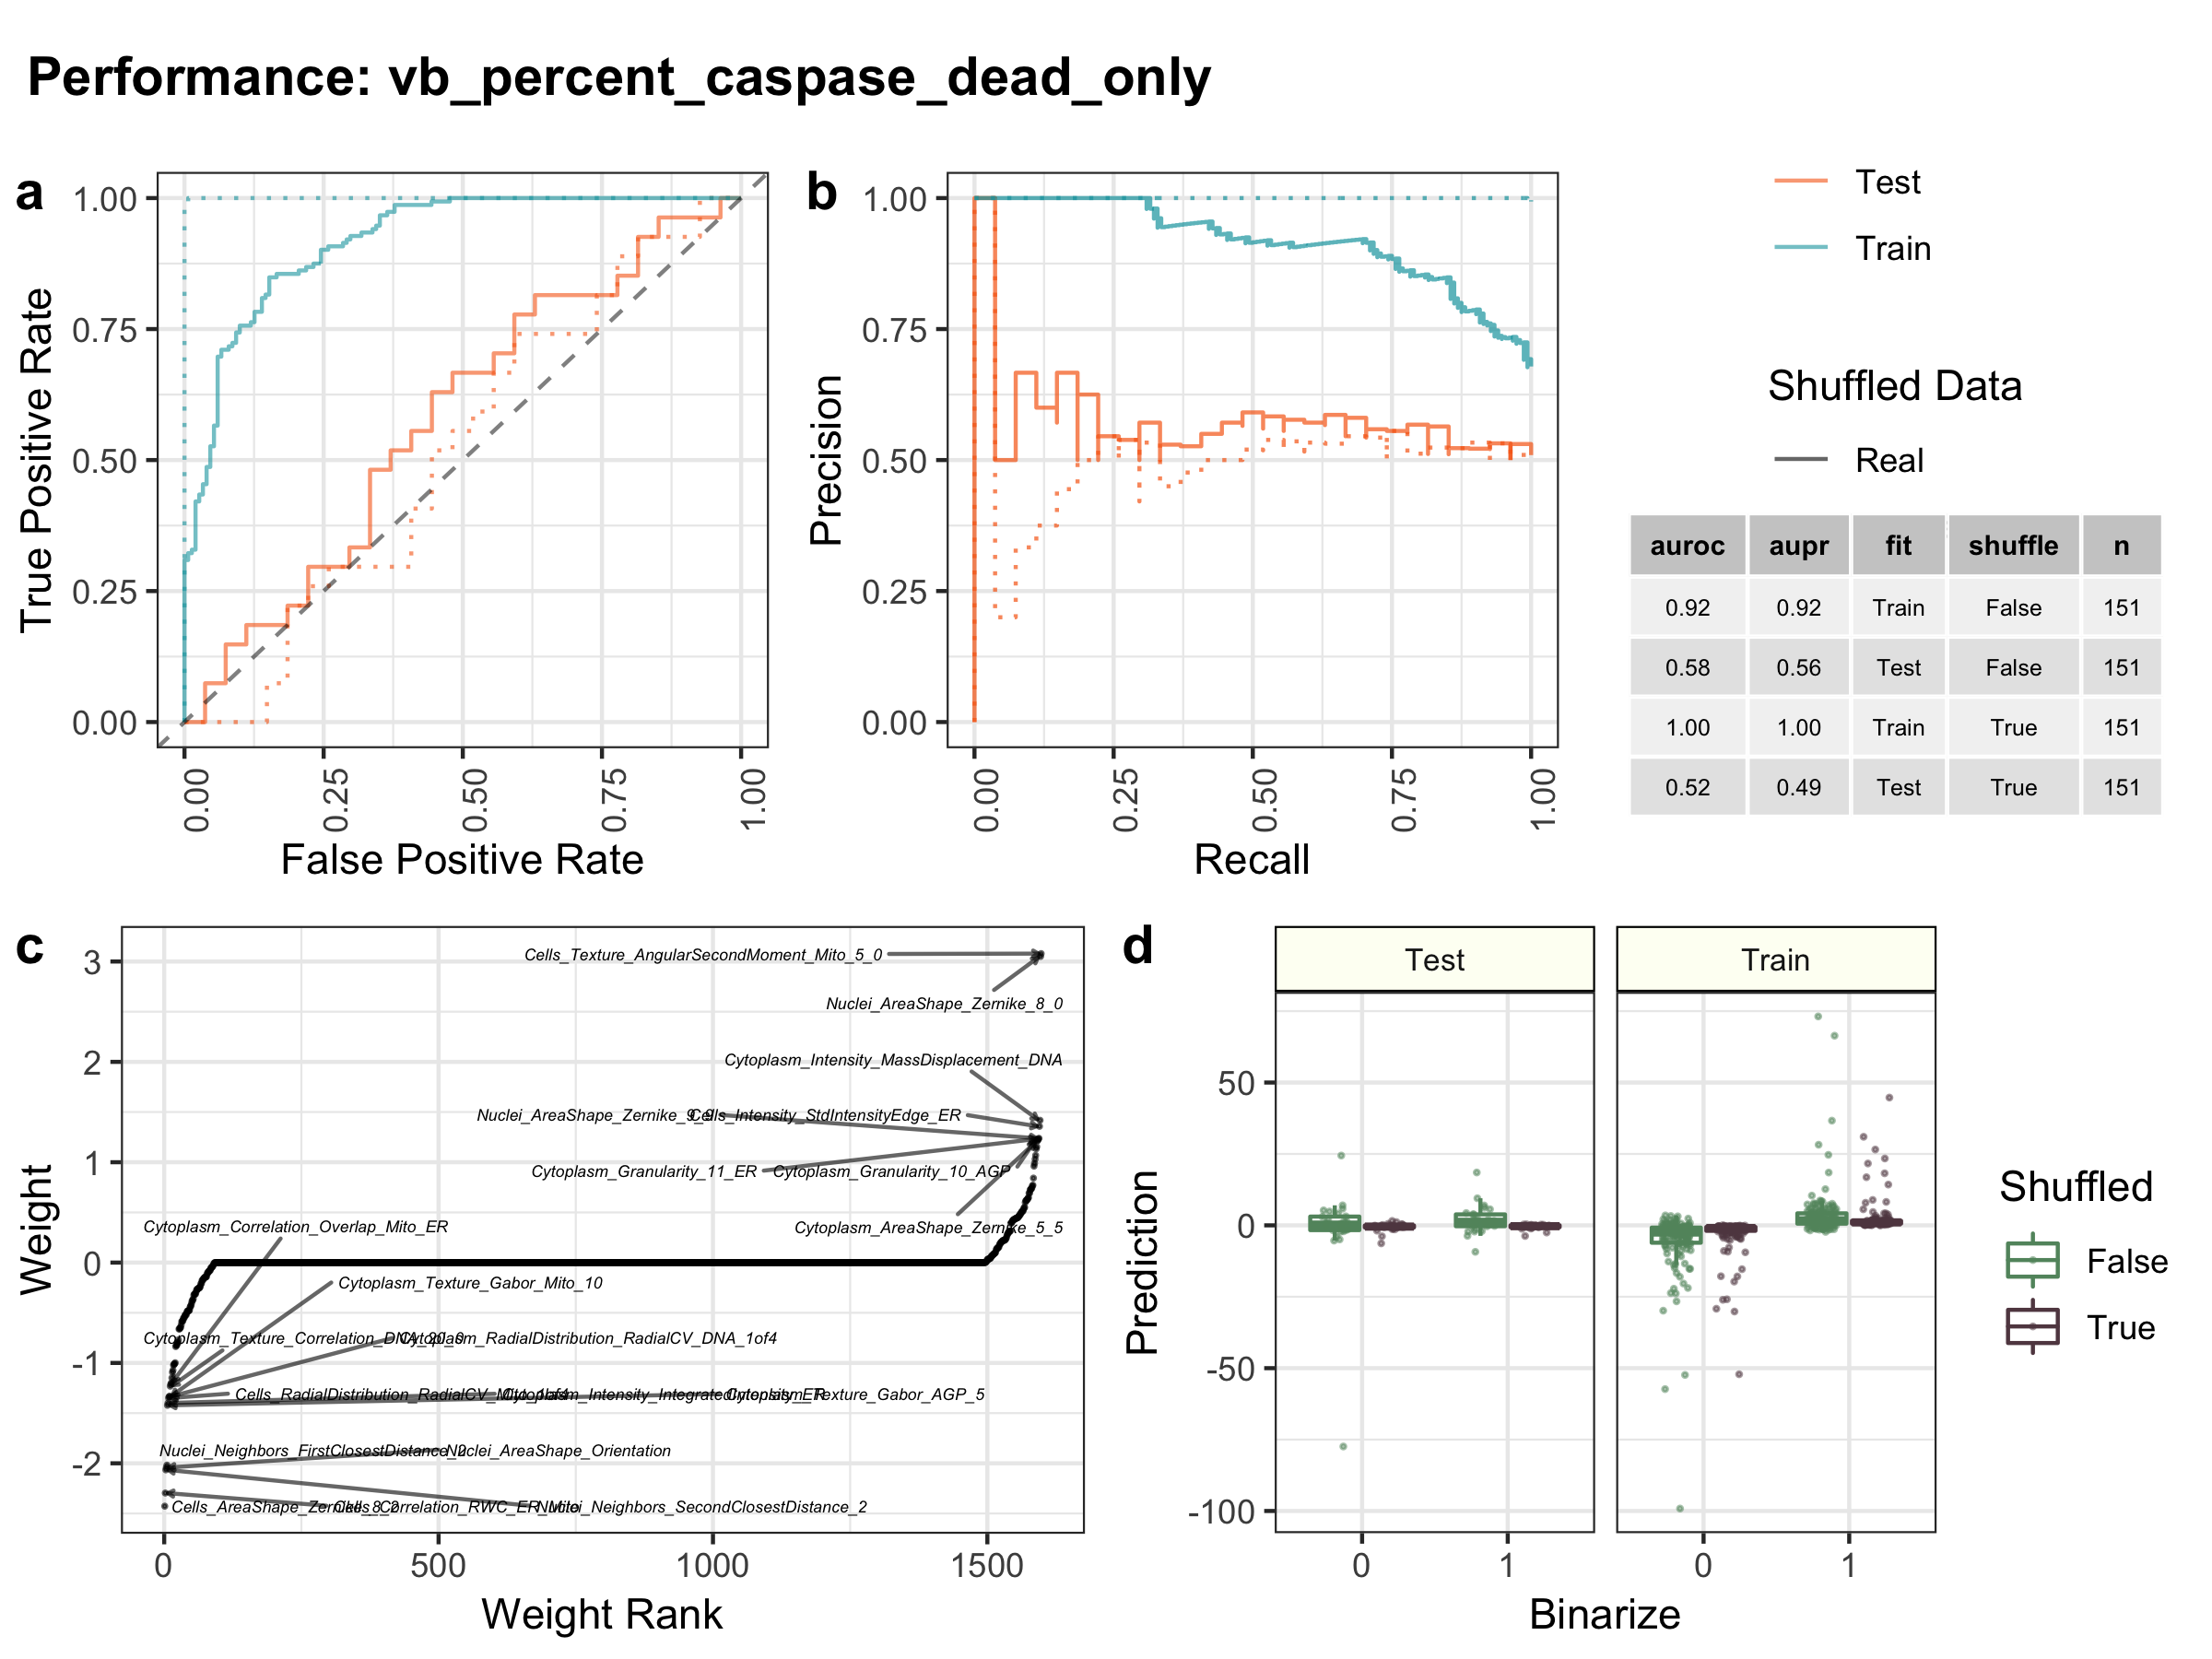 Performance: vb_percent_caspase_dead_only
a
1.00
0.75
0.50
0.25
0.00
True Positive Rate
0.00
0.25
0.50
0.75
1.00
False Positive Rate
b
1.00
0.75
0.50
0.25
0.00
Precision
0.00
0.25
0.50
0.75
1.00
Recall
Test
Train
Shuffled Data
Real
auroc aupr fit shuffle n
0.92 0.92 Train False 151
0.58 0.56 Test False 151
1.00 1.00 Train True 151
0.52 0.49 Test True 151
c
3
2
1
0
-1
-2
Weight
Cells_Texture_AngularSecondMoment_Mito_5_0
Nuclei_AreaShape_Zernike_8_0
Cytoplasm_Intensity_MassDisplacement_DNA
Nuclei_AreaShape_Zernike_9_9
Cells_Intensity_StdIntensityEdge_ER
Cytoplasm_Granularity_11_ER
Cytoplasm_Granularity_10_AGP
Cytoplasm_AreaShape_Zernike_5_5
Cytoplasm_Correlation_Overlap_Mito_ER
Cytoplasm_Texture_Gabor_Mito_10
Cytoplasm_Texture_Correlation_DNA_20_0
Cytoplasm_RadialDistribution_RadialCV_DNA_1of4
Cells_RadialDistribution_RadialCV_Mito_1of4
Cytoplasm_Intensity_IntegratedIntensity_ER
Cytoplasm_Texture_Gabor_AGP_5
Nuclei_Neighbors_FirstClosestDistance_2
Nuclei_AreaShape_Orientation
Cells_AreaShape_Zernike_8_2
Cells_Correlation_RWC_ER_Mito
Nuclei_Neighbors_SecondClosestDistance_2
0
500
1000
1500
Weight Rank
d
Test
Train
50
0
-50
-100
Prediction
0
1
0
1
Binarize
Shuffled
False
True